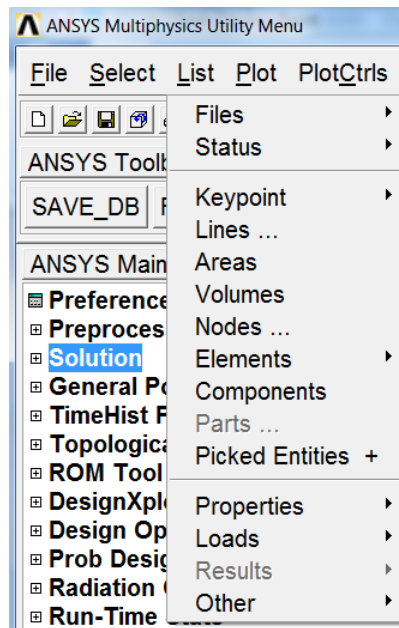 ANSYS Multiphysics Utility Menu
File Select List Plot PlotCtrls
Files
Status
ANSYS Toolb
SAVE_DB
Keypoint
Lines ...
Areas
Volumes
Nodes ...
Elements
Components
Parts ...
Picked Entities +
Properties
Loads
Results
Other
ANSYS Main
Preference
Preproces
Solution
General Po
TimeHist P
Topologica
ROM Tool
DesignXplo
Design Op
Prob Desig
Radiation
Run-Time